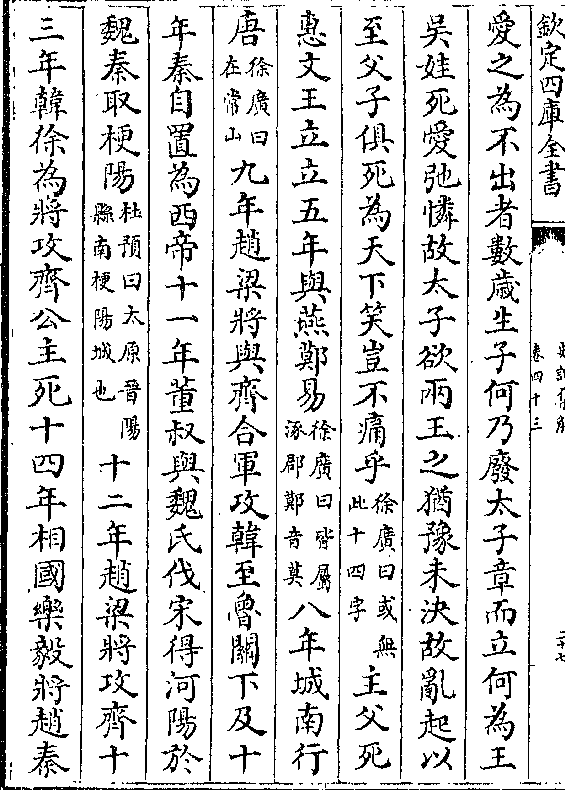 欽定四庫全書
卷四十三
愛之為不出者數歲生子何乃廢太子章而立何為王
吳娃死愛弛憐故太子欲兩王之猶豫未決故亂起以
至父子俱死為天下笑豈不痛乎徐廣曰或無此十四字主父死
惠文王立立五年與燕鄭易徐廣曰皆屬涿郡鄭音莫八年城南行
唐徐廣曰在常山九年趙梁將與齊合軍攻韓至魯關下及十
年秦自置為西帝十一年董叔與魏氏伐宋得河陽於
魏秦取梗陽杜預曰太原晉陽縣南梗陽城也十二年趙梁將攻齊十
三年韓徐為將攻齊公主死十四年相國樂毅將趙秦